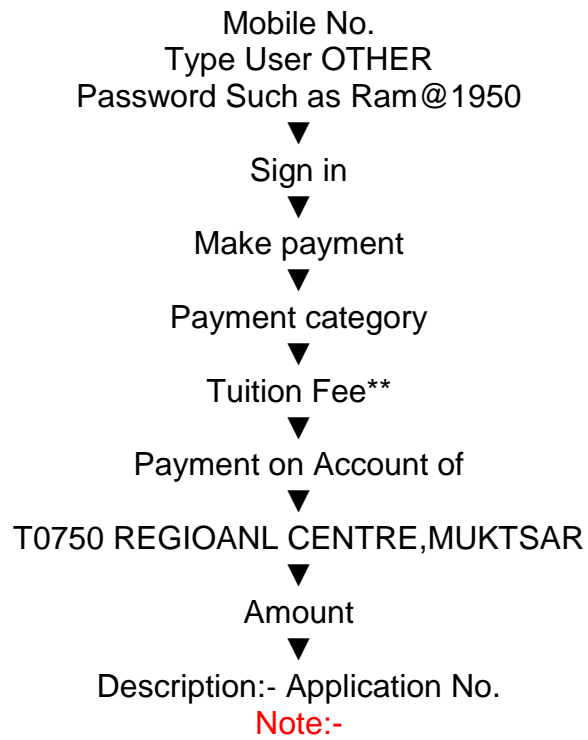 Mobile No.
Type User OTHER
Password Such as Ram@1950
▼
Sign in
▼
Make payment
▼
Payment category
▼
Tuition Fee**
▼
Payment on Account of
▼
T0750 REGIOANL CENTRE,MUKTSAR
▼
Amount
▼
Description:- Application No.
Note:-